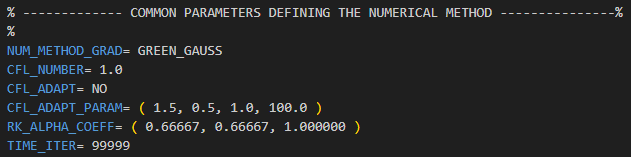 % ------------- COMMON PARAMETERS DEFINING THE NUMERICAL METHOD ---------------%
%
NUM_METHOD_GRAD= GREEN_GAUSS
CFL_NUMBER= 1.0
CFL_ADAPT= NO
CFL_ADAPT_PARAM= ( 1.5, 0.5, 1.0, 100.0 )
RK_ALPHA_COEFF= ( 0.66667, 0.66667, 1.000000 )
TIME_ITER= 99999